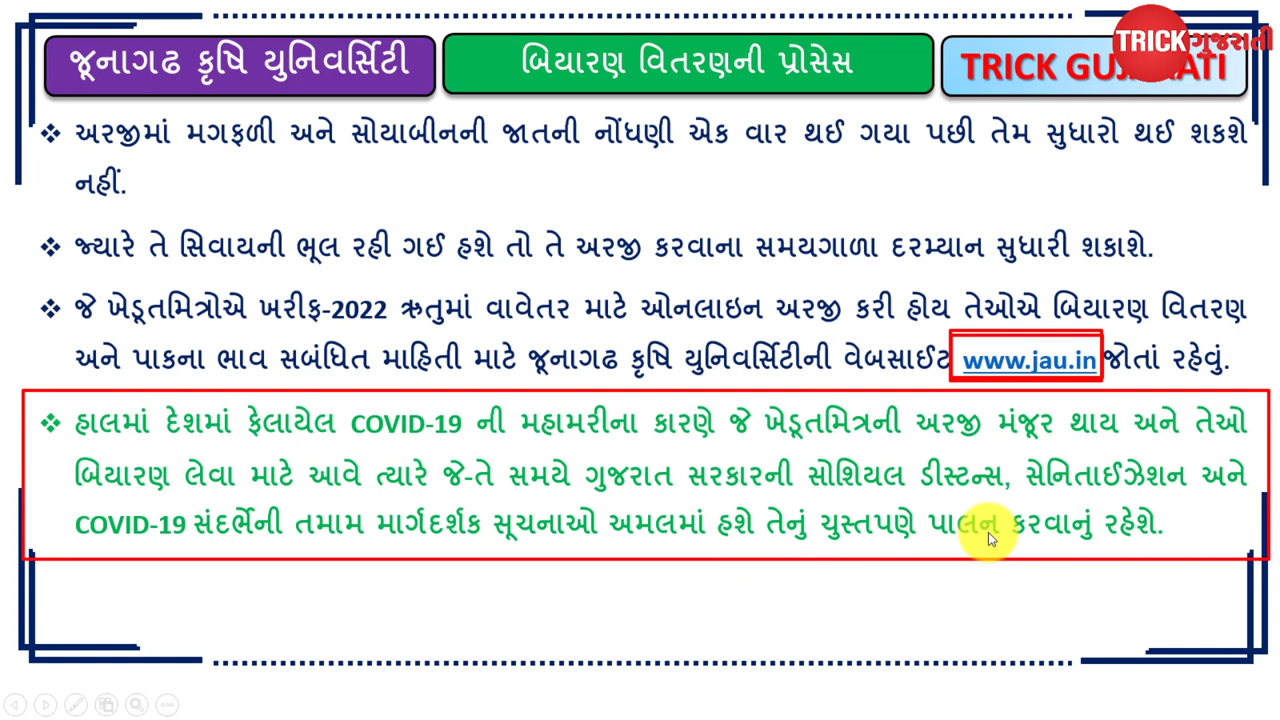 જૂનાગઢ કૃષિ યુનિવર્સિટી
બિયારણ વિતરણની પ્રોસેસ
TRICK GUJ
TI
TRICKગુજરાતી
❖ અરજીમાં મગફળી અને સોયાબીનની જાતની નોંધણી એક વાર થઈ ગયા પછી તેમ સુધારો થઈ શકશે
નહીં.
❖ જ્યારે તે સિવાયની ભૂલ રહી ગઈ હશે તો તે અરજી કરવાના સમયગાળા દરમ્યાન સુધારી શકાશે.
❖ જે ખેડૂતમિત્રોએ ખરીફ-2022 ઋતુમાં વાવેતર માટે ઓનલાઇન અરજી કરી હોય તેઓએ બિયારણ વિતરણ
અને પાકના ભાવ સબંધિત માહિતી માટે જૂનાગઢ કૃષિ યુનિવર્સિટીની વેબસાઈટ www.jau.in જોતાં રહેવું.
❖ હાલમાં દેશમાં ફેલાયેલ COVID-19 ની મહામરીના કારણે જે ખેડૂતમિત્રની અરજી મંજૂર થાય અને તેઓ
બિયારણ લેવા માટે આવે ત્યારે જે-તે સમયે ગુજરાત સરકારની સોશિયલ ડીસ્ટન્સ, સેનિતાઈઝેશન અને
COVID-19 સંદર્ભેની તમામ માર્ગદર્શક સૂચનાઓ અમલમાં હશે તેનું ચુસ્તપણે પાલન કરવાનું રહેશે.